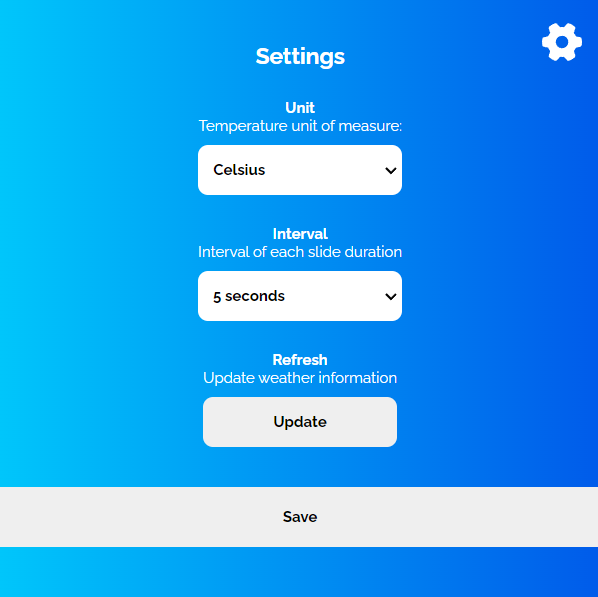 Settings
Unit
Temperature unit of measure:
Celsius
Interval
Interval of each slide duration
5 seconds
Refresh
Update weather information
Update
Save